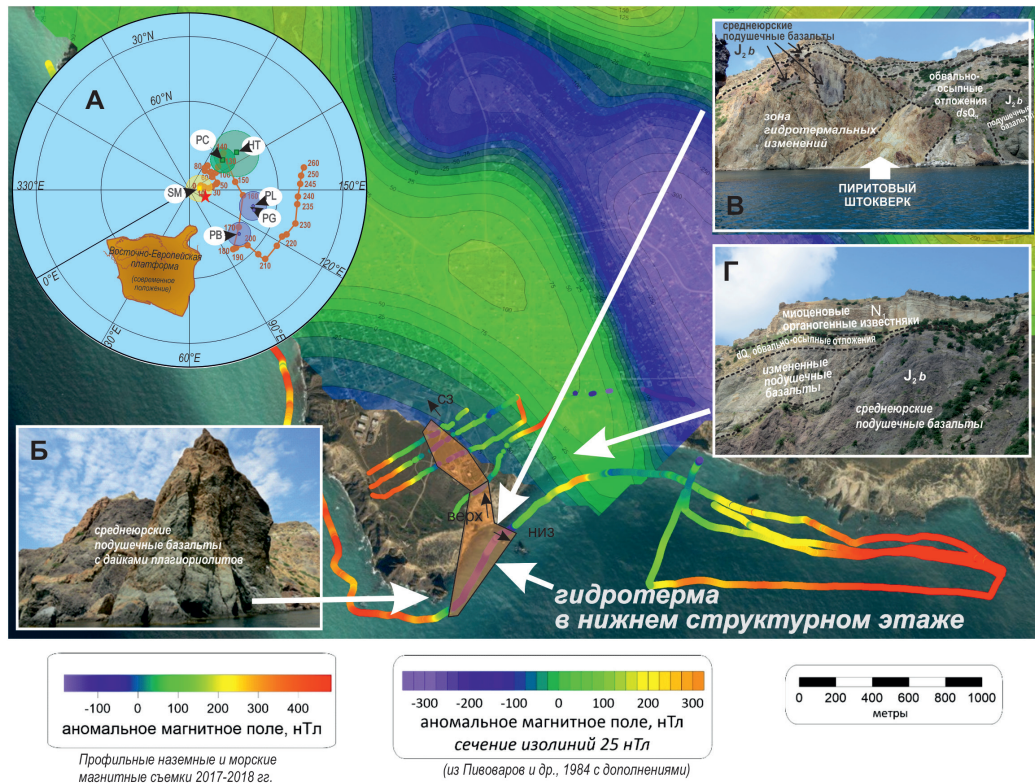 А
30°N
60°N
330°E
0°E
30°E
60°E
90°E
120°E
150°E
PC
HT
SM
PL
PG
PB
80
140
100
50
30
150
170
180
190
200
210
220
230
235
240
245
250
260
Восточно-Европейская
платформа
(современное
положение)
среднеюрские
подушечные базальты
J₂ b
обвально-
осыпные
отложения
J₂ b
подушечные
базальты
зона
гидротермальных
изменений
ПИРИТОВЫЙ
ШТОКВЕРК
В
Г
миоценовые N₁
органогенные известняки
dQ обвально-осыпные отложения
измененные
подушечные
базальты
J₂ b
среднеюрские
подушечные базальты
Б
среднеюрские
подушечные базальты
с дайками плагиориолитов
СЗ
верх
низ
гидротерма
в нижнем структурном этаже
-100 0 100 200 300 400
аномальное магнитное поле, нТл
Профильные наземные и морские
магнитные съемки 2017-2018 гг.
-300 -200 -100 0 100 200 300
аномальное магнитное поле, нТл
сечение изолиний 25 нТл
(из Пивоваров и др., 1984 с дополнениями)
0 200 400 600 800 1000
метры